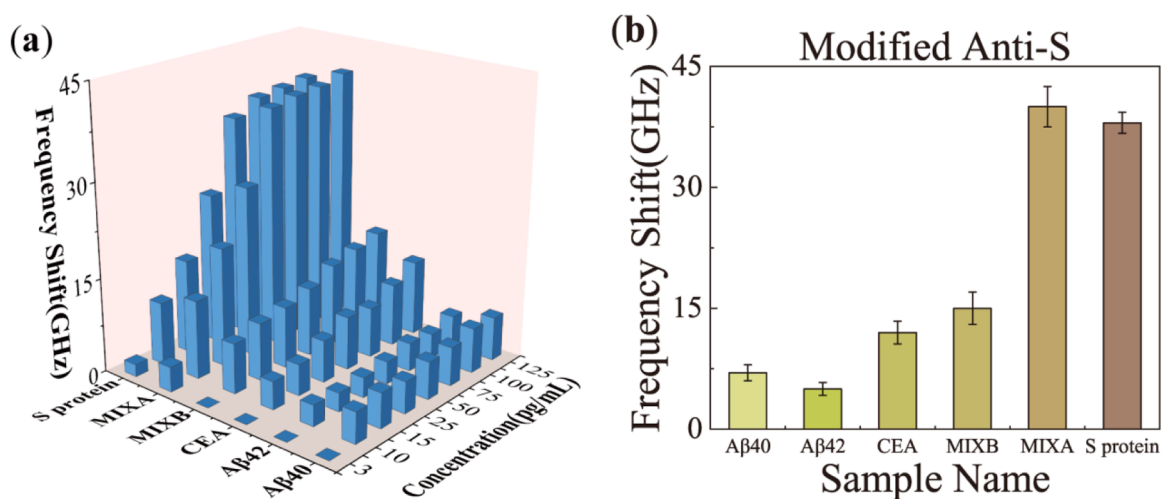 (a)
45
30
15
0
Frequency Shift(GHz)
S protein
MIXA
MIXB
CEA
Aβ42
Aβ40
3
10
15
25
50
75
100
125
Concentration(pg/mL)
(b)
Modified Anti-S
45
30
15
0
Frequency Shift(GHz)
Aβ40 Aβ42 CEA MIXB MIXA S protein
Sample Name